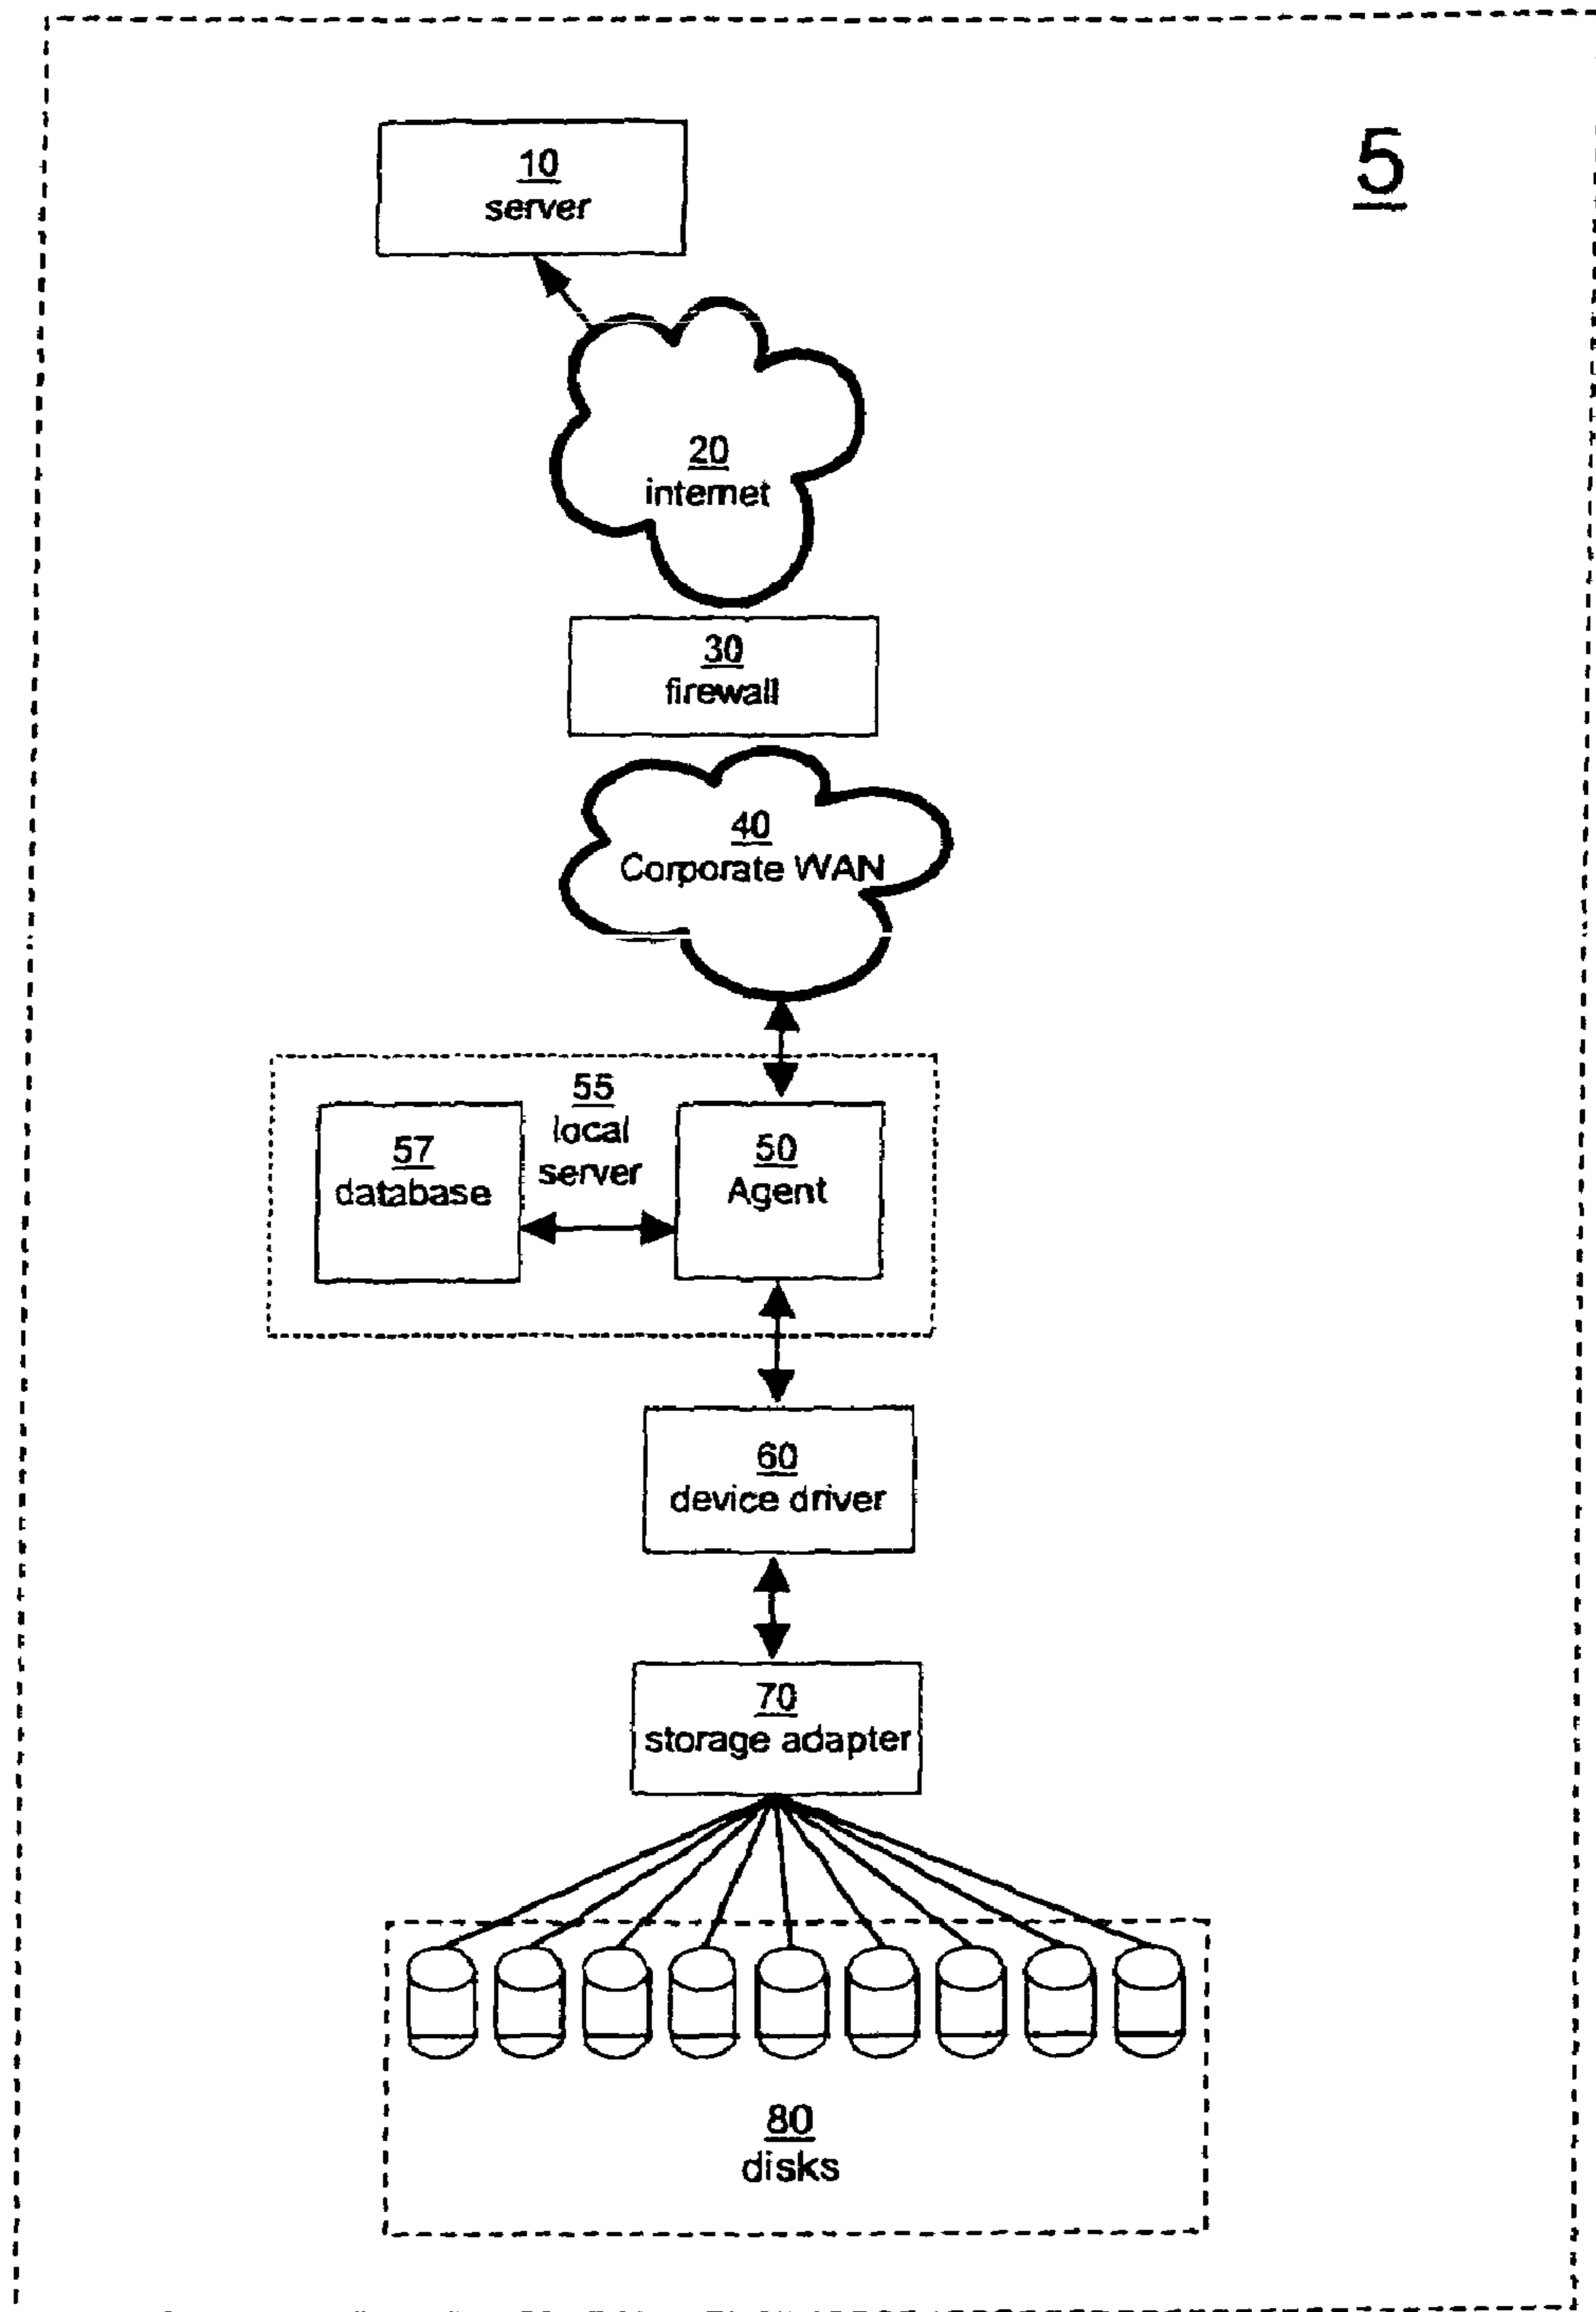 5
10
server
20
internet
30
firewall
40
Corporate WAN
55
local
server
57
database
50
Agent
60
device driver
70
storage adapter
80
disks